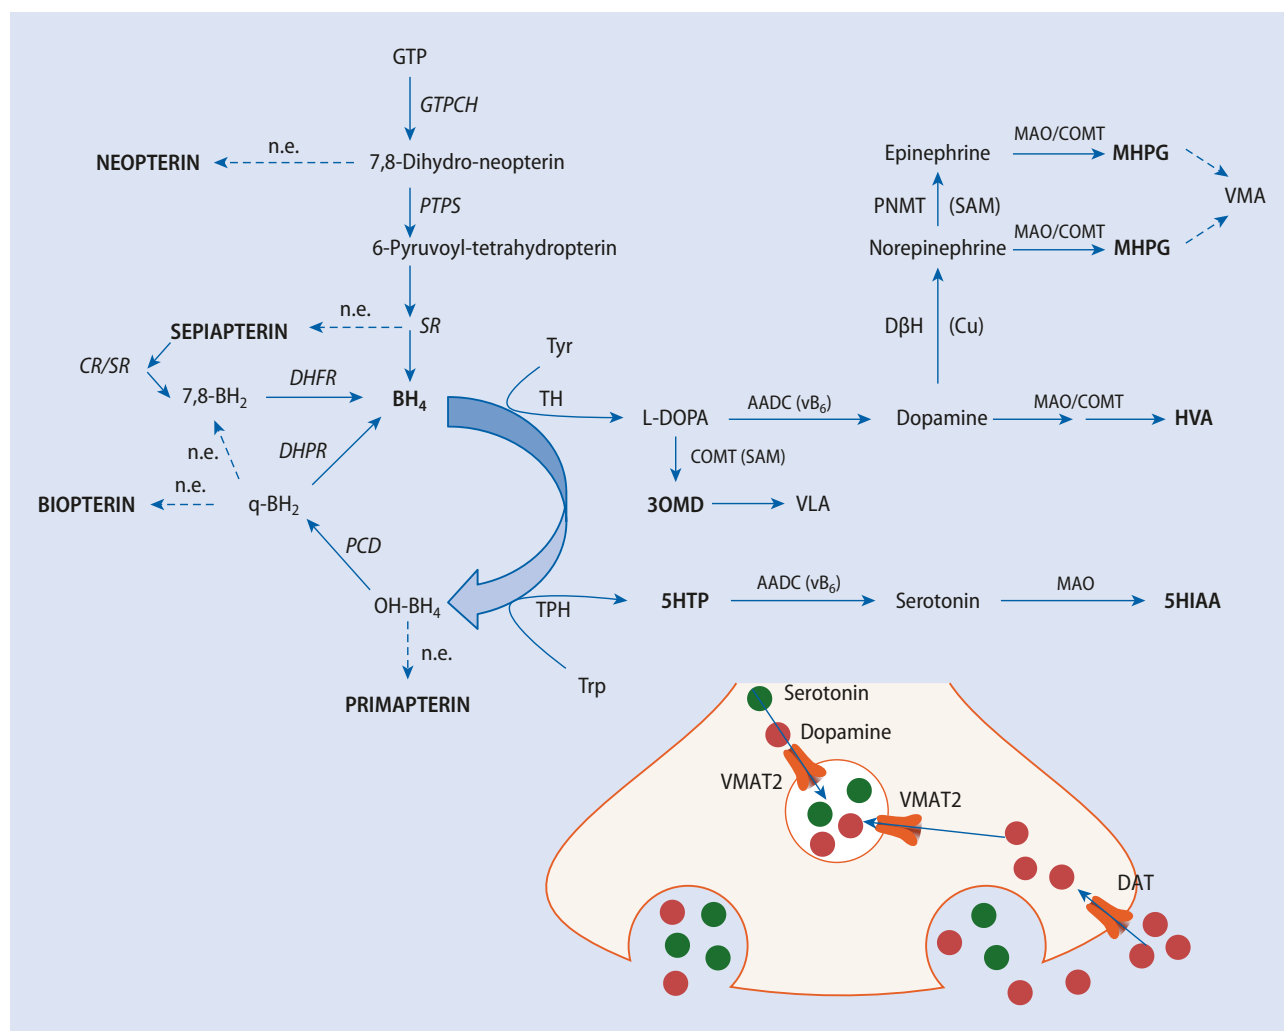 GTP
GTPCH
NEOPTERIN
n.e.
7,8-Dihydro-neopterin
PTPS
6-Pyruvoyl-tetrahydropterin
SEPIAPTERIN
n.e.
SR
CR/SR
7,8-BH₂
DHFR
BH₄
n.e.
DHPR
BIOPTERIN
n.e.
q-BH₂
PCD
OH-BH₄
n.e.
PRIMAPTERIN
Tyr
TH
L-DOPA
AADC (vB₆)
Dopamine
MAO/COMT
HVA
COMT (SAM)
3OMD
VLA
DβH
(Cu)
Norepinephrine
MAO/COMT
MHPG
PNMT
(SAM)
Epinephrine
MAO/COMT
MHPG
VMA
TPH
Trp
5HTP
AADC (vB₆)
Serotonin
MAO
5HIAA
Serotonin
Dopamine
VMAT2
VMAT2
DAT